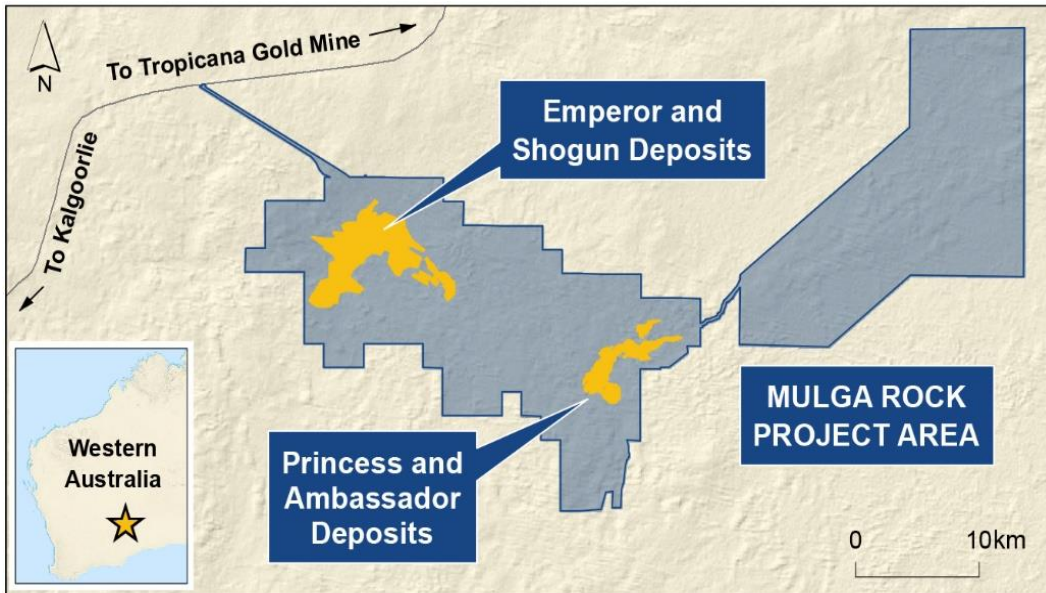 N
To Tropicana Gold Mine
To Kalgoorlie
Emperor and
Shogun Deposits
Princess and
Ambassador
Deposits
MULGA ROCK
PROJECT AREA
Western
Australia
0 10km